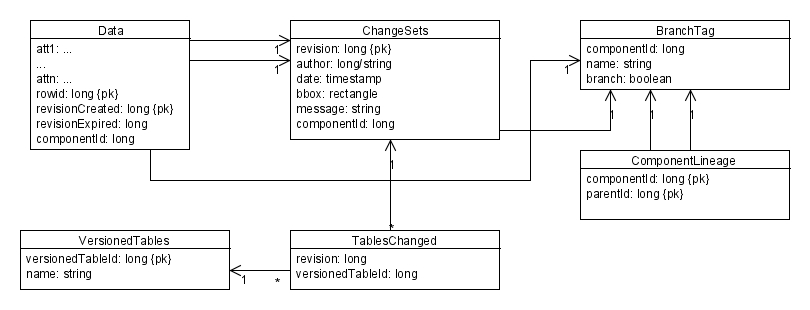 Data
att1: ...
...
attn: ...
rowid: long {pk}
revisionCreated: long {pk}
revisionExpired: long
componentId: long
1
1
ChangeSets
revision: long {pk}
author: long/string
date: timestamp
bbox: rectangle
message: string
componentId: long
1
BranchTag
componentId: long
name: string
branch: boolean
1
1
1
ComponentLineage
componentId: long {pk}
parentId: long {pk}
1
*
VersionedTables
versionedTableId: long {pk}
name: string
1
*
TablesChanged
revision: long
versionedTableId: long